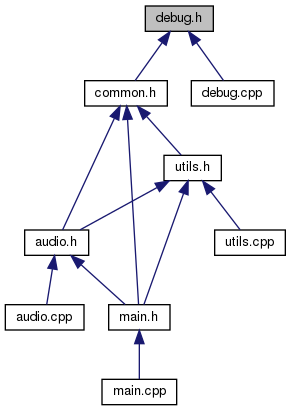 debug.h
common.h
debug.cpp
utils.h
audio.h
utils.cpp
audio.cpp
main.h
main.cpp